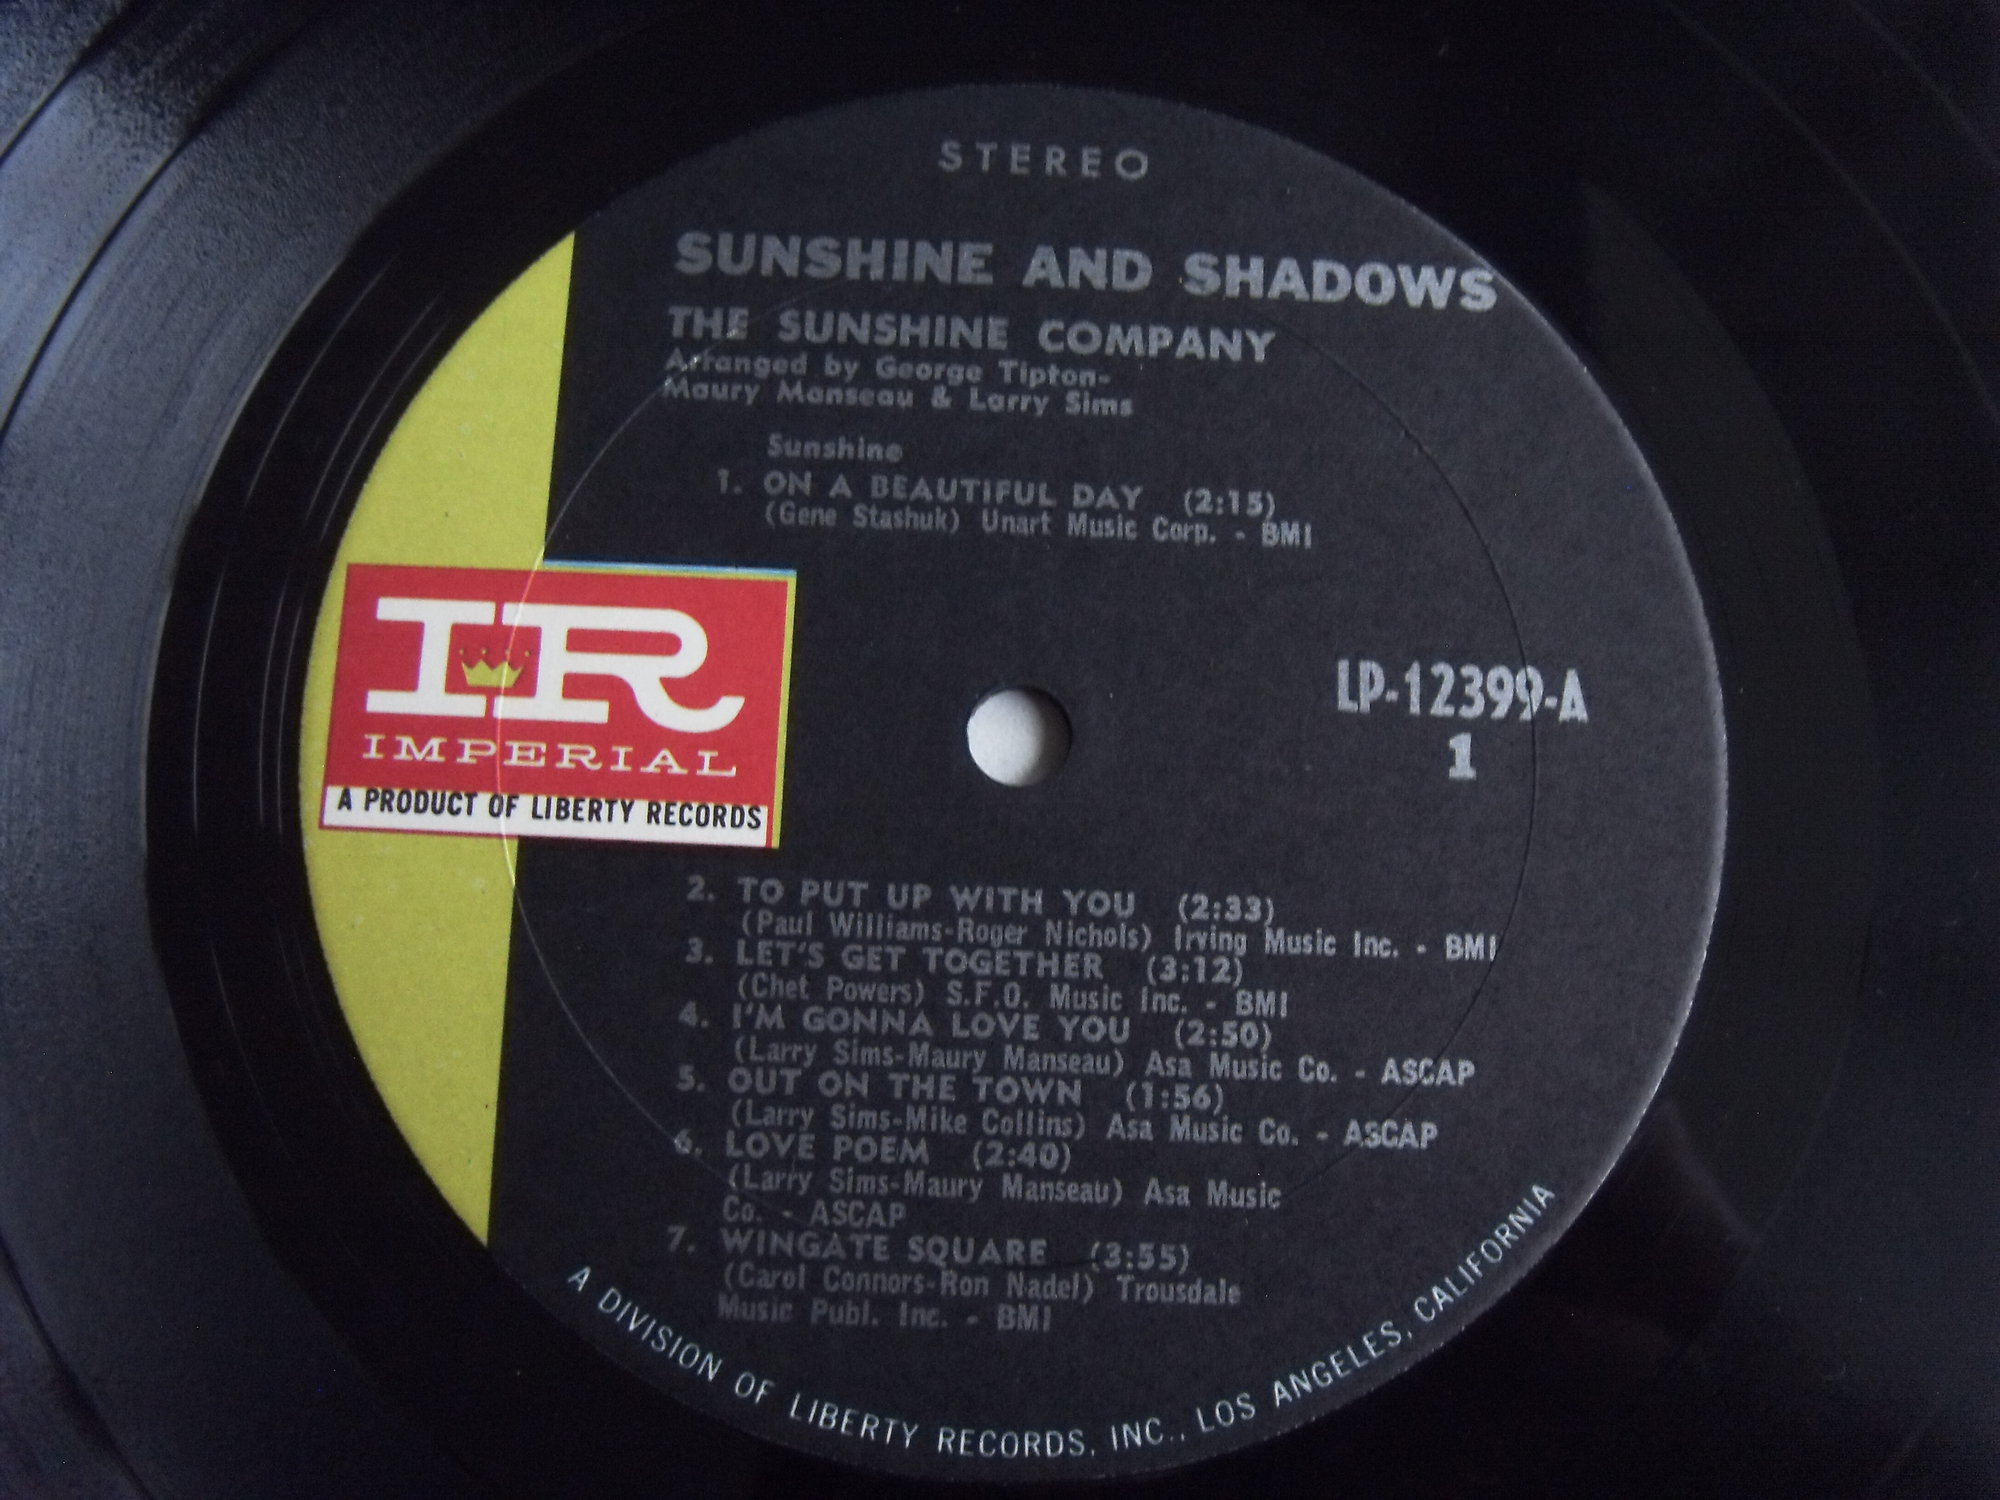 STEREO
SUNSHINE AND SHADOWS
THE SUNSHINE COMPANY
Arranged by George Tipton-
Maury Manseau & Larry Sims
Sunshine
1. ON A BEAUTIFUL DAY (2:15)
(Gene Stashuk) Unart Music Corp. - BMI
IR
IMPERIAL
A PRODUCT OF LIBERTY RECORDS
LP-12399-A
1
2. TO PUT UP WITH YOU (2:33)
(Paul Williams-Roger Nichols) Irving Music Inc. - BMI
3. LET'S GET TOGETHER (3:12)
(Chet Powers) S.F.O. Music Inc. - BMI
4. I'M GONNA LOVE YOU (2:50)
(Larry Sims-Maury Manseau) Asa Music Co. - ASCAP
5. OUT ON THE TOWN (1:56)
(Larry Sims-Mike Collins) Asa Music Co. - ASCAP
6. LOVE POEM (2:40)
(Larry Sims-Maury Manseau) Asa Music
Co. - ASCAP
7. WINGATE SQUARE (3:55)
(Carol Connors-Ron Nadel) Trousdale
Music Publ. Inc. - BMI
A DIVISION OF LIBERTY RECORDS, INC., LOS ANGELES, CALIFORNIA